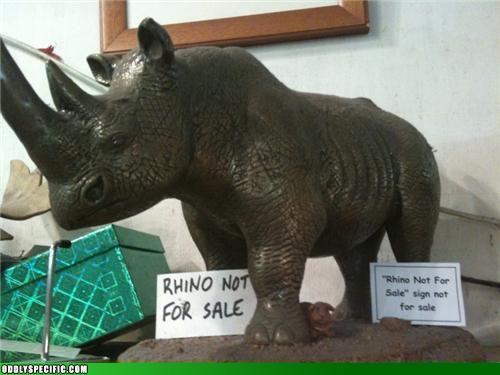 RHINO NOT
FOR SALE
"Rhino Not For
Sale" sign not
for sale
ODDLYSPECIFIC.COM